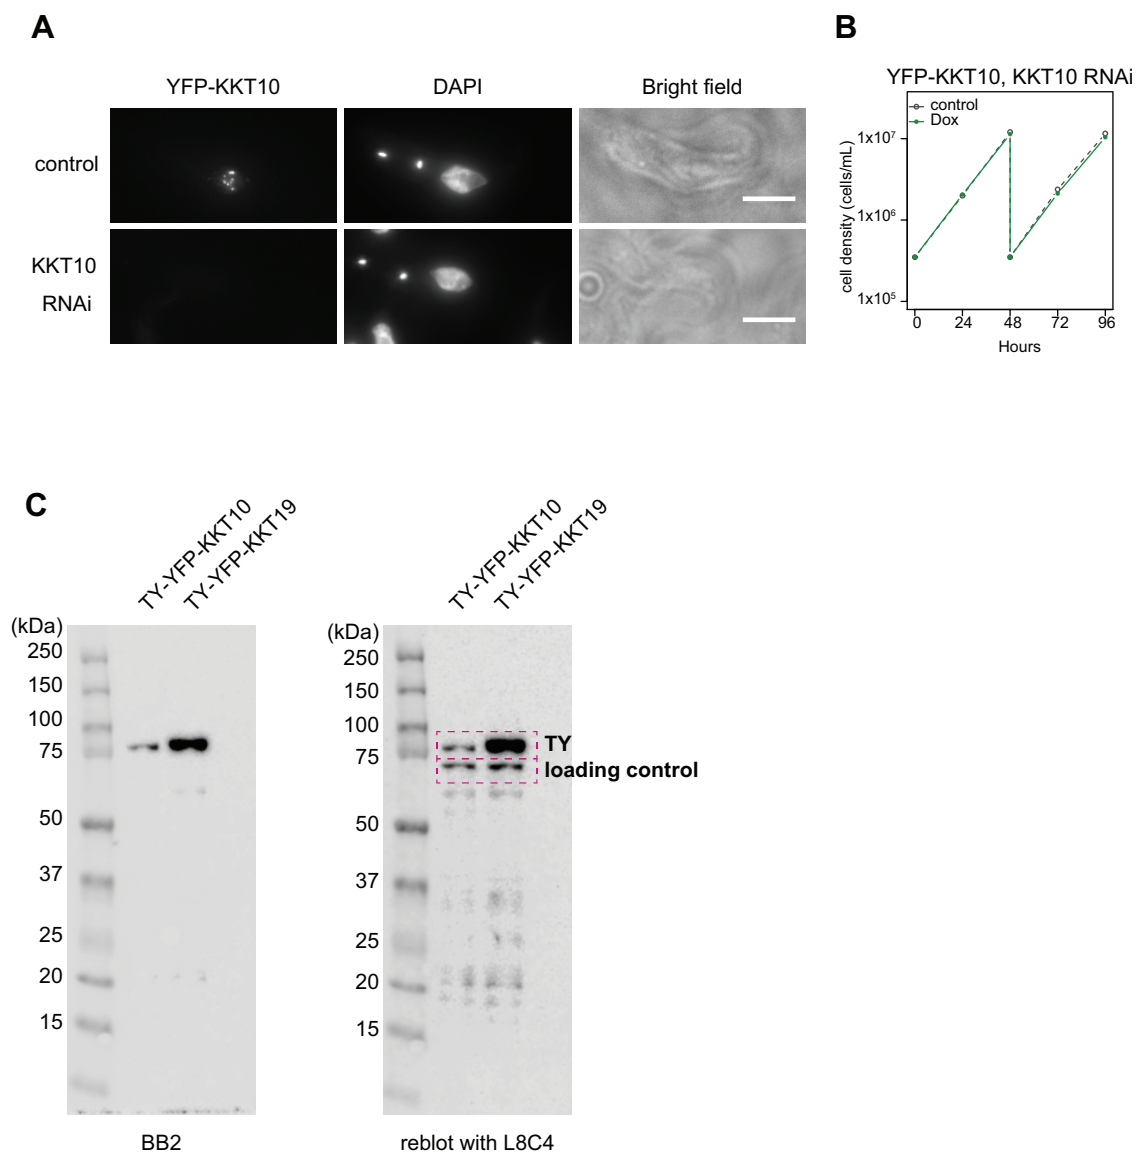 A
YFP-KKT10
DAPI
Bright field
control
KKT10
RNAi
B
YFP-KKT10, KKT10 RNAi
control
Dox
cell density (cells/mL)
1x10⁷
1x10⁶
1x10⁵
0 24 48 72 96
Hours
C
TY-YFP-KKT10
TY-YFP-KKT19
(kDa)
250
150
100
75
50
37
25
20
15
BB2
TY-YFP-KKT10
TY-YFP-KKT19
(kDa)
250
150
100
75
50
37
25
20
15
TY
loading control
reblot with L8C4